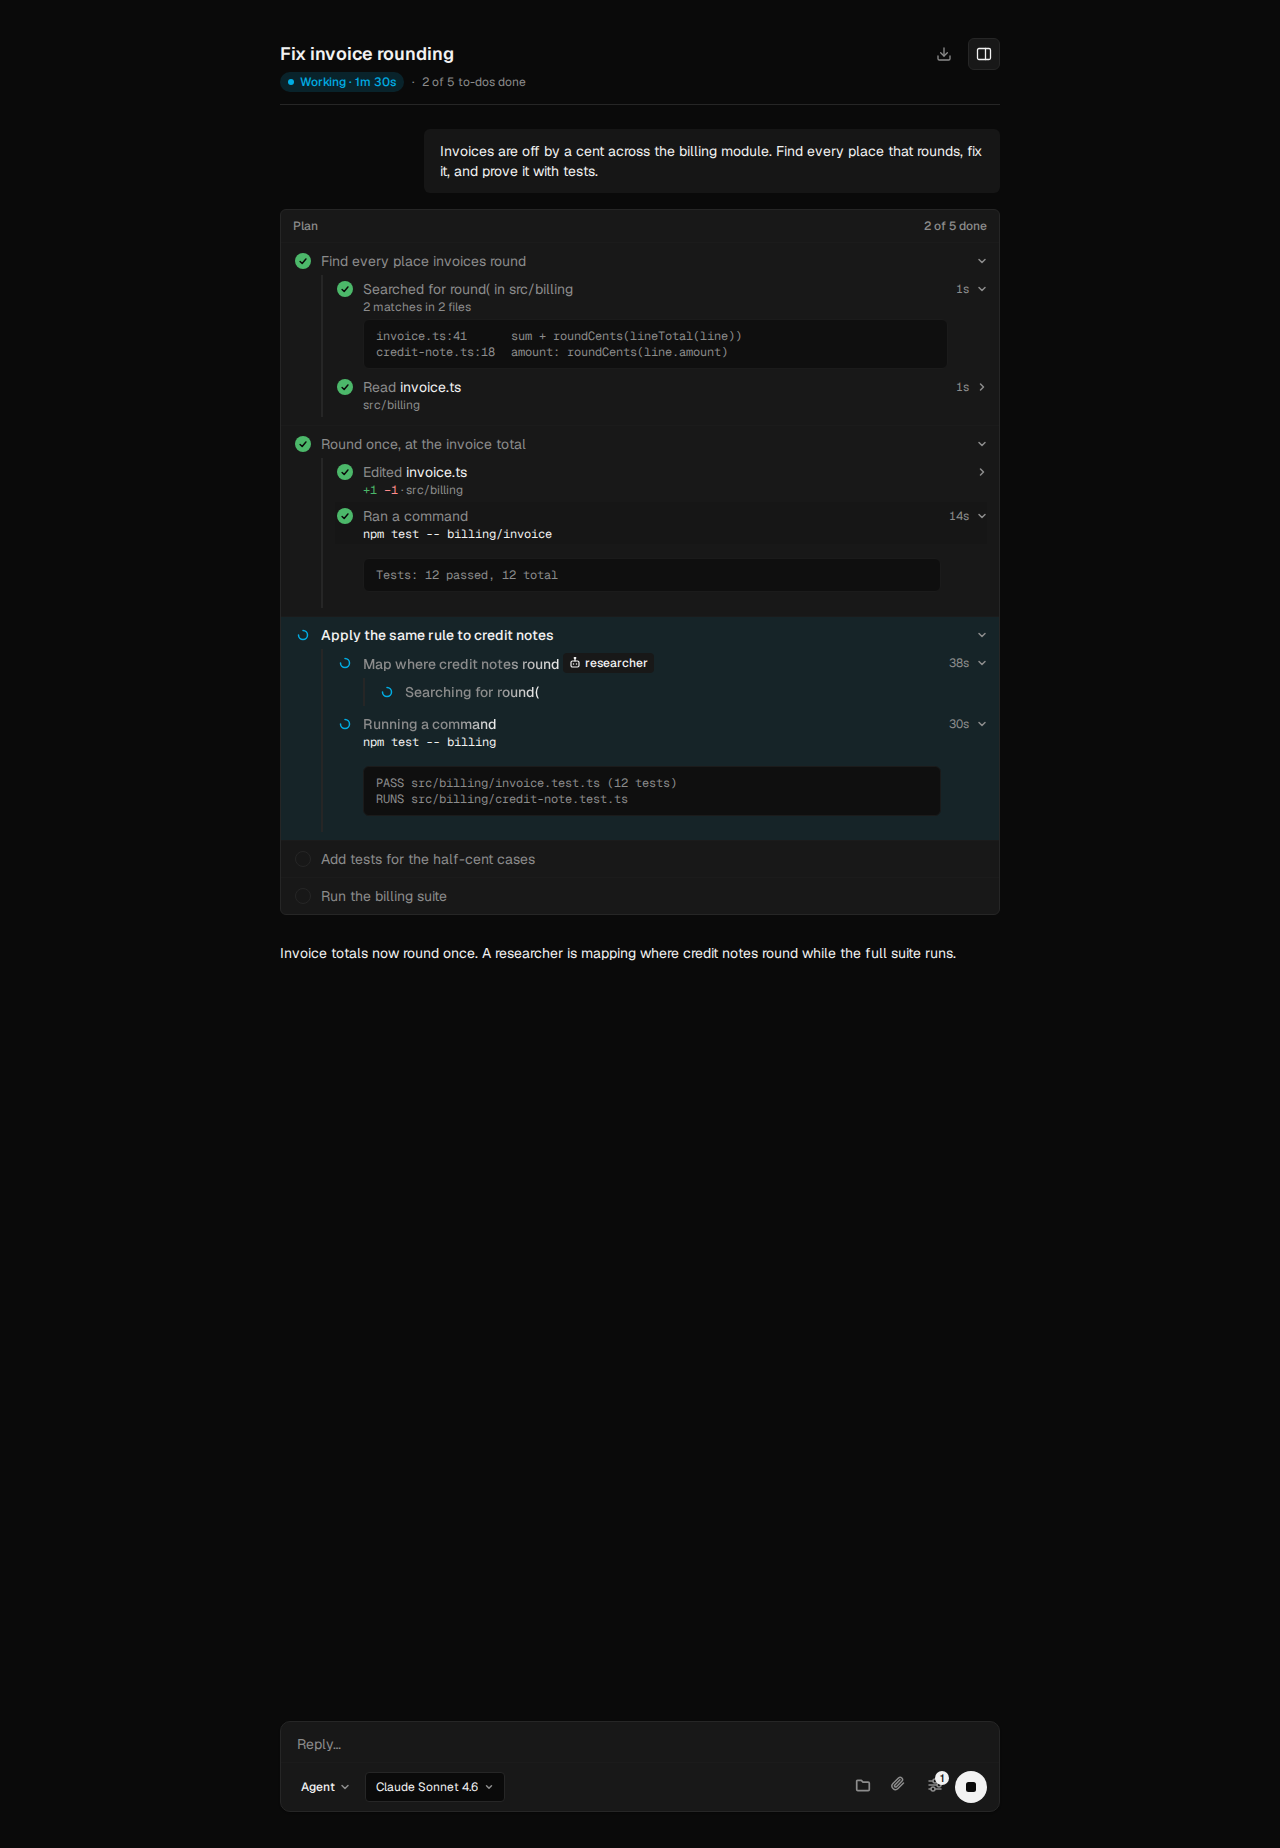 Fix invoice rounding
Working · 1m 30s · 2 of 5 to-dos done
Invoices are off by a cent across the billing module. Find every place that rounds, fix
it, and prove it with tests.
Plan 2 of 5 done
Find every place invoices round
Searched for round( in src/billing 1s
2 matches in 2 files
invoice.ts:41 sum + roundCents(lineTotal(line))
credit-note.ts:18 amount: roundCents(line.amount)
Read invoice.ts 1s
src/billing
Round once, at the invoice total
Edited invoice.ts
+1 −1 · src/billing
Ran a command 14s
npm test -- billing/invoice
Tests: 12 passed, 12 total
Apply the same rule to credit notes
Map where credit notes round researcher 38s
Searching for round(
Running a command 30s
npm test -- billing
PASS src/billing/invoice.test.ts (12 tests)
RUNS src/billing/credit-note.test.ts
Add tests for the half-cent cases
Run the billing suite
Invoice totals now round once. A researcher is mapping where credit notes round while the full suite runs.
Reply…
Agent Claude Sonnet 4.6 1